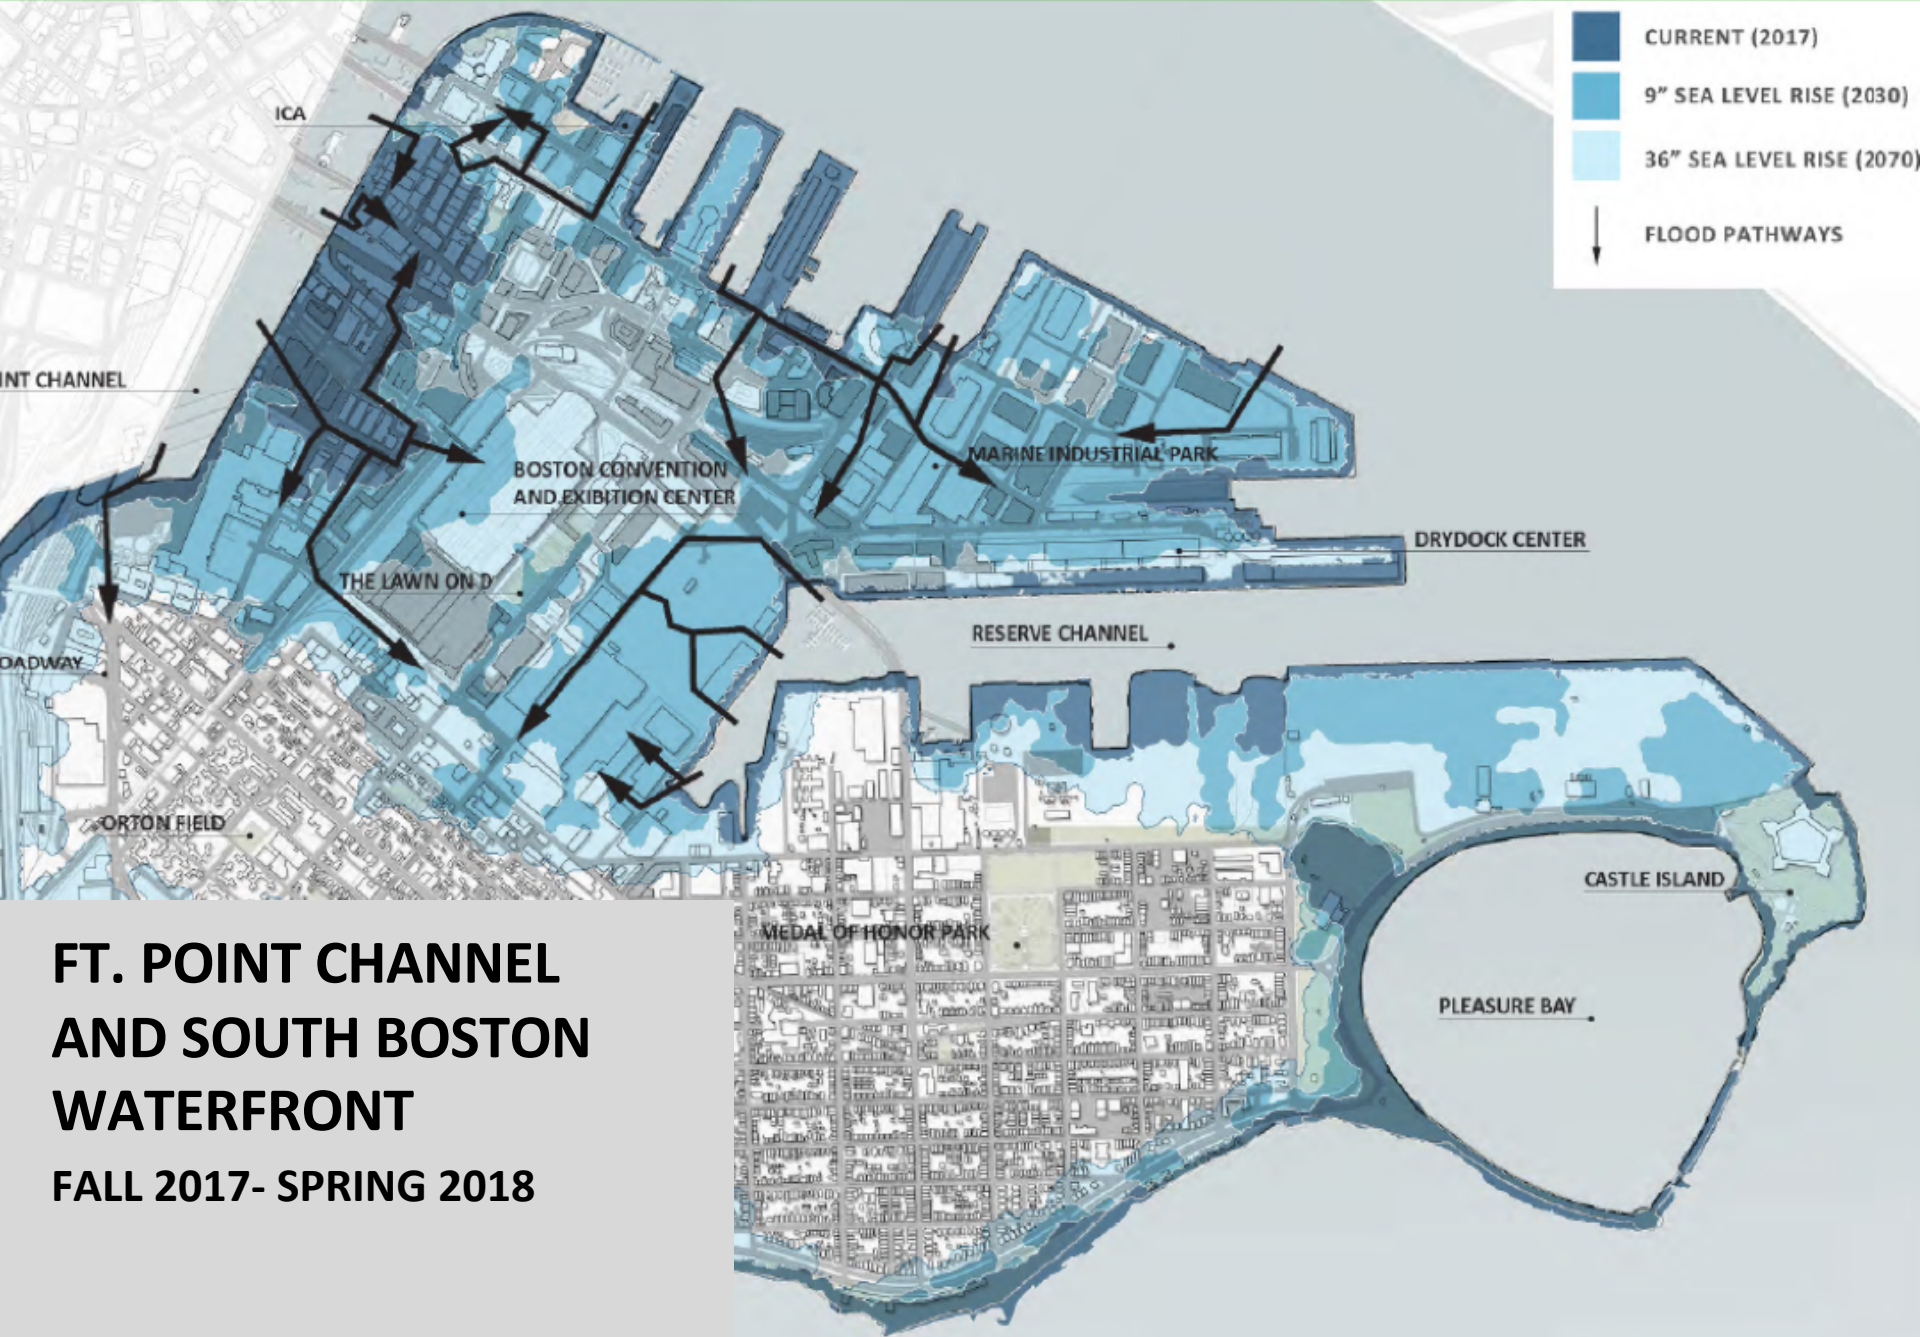 CURRENT (2017)
9” SEA LEVEL RISE (2030)
36” SEA LEVEL RISE (2070)
FLOOD PATHWAYS
ICA
INT CHANNEL
BOSTON CONVENTION
AND EXIBITION CENTER
MARINE INDUSTRIAL PARK
DRYDOCK CENTER
THE LAWN ON D
RESERVE CHANNEL
OADWAY
ORTON FIELD
CASTLE ISLAND
MEDAL OF HONOR PARK
PLEASURE BAY
FT. POINT CHANNEL
AND SOUTH BOSTON
WATERFRONT
FALL 2017- SPRING 2018